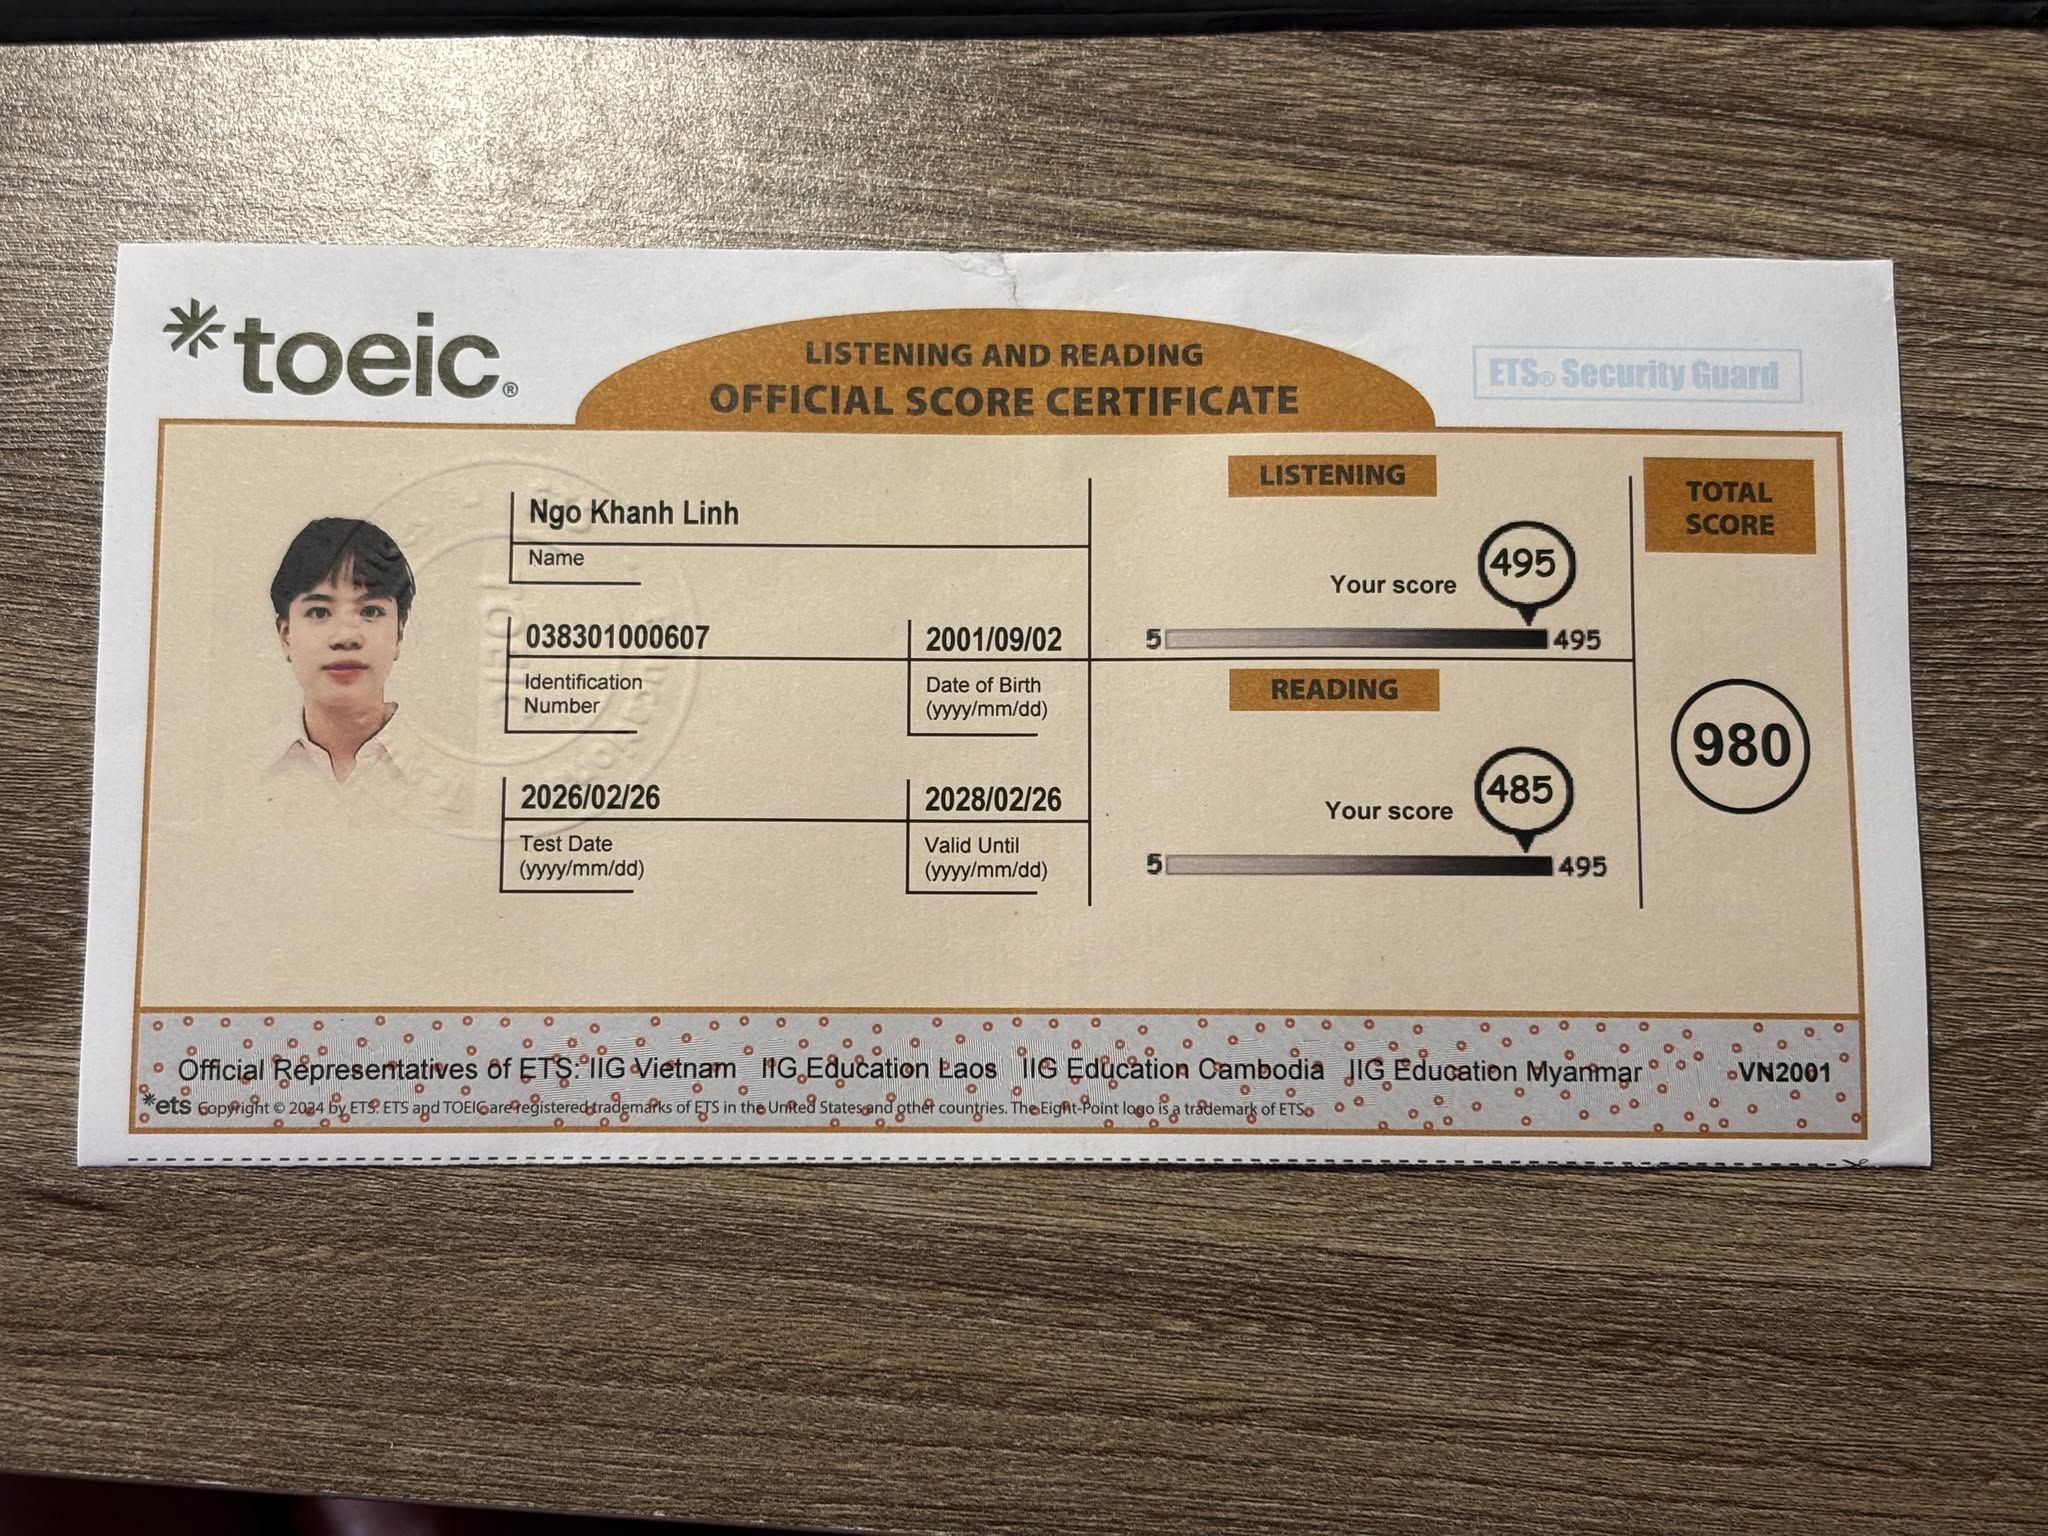 *toeic®
LISTENING AND READING
OFFICIAL SCORE CERTIFICATE
ETS® Security Guard
Ngo Khanh Linh
Name
038301000607
Identification
Number
2001/09/02
Date of Birth
(yyyy/mm/dd)
2026/02/26
Test Date
(yyyy/mm/dd)
2028/02/26
Valid Until
(yyyy/mm/dd)
LISTENING
Your score
495
5 495
READING
Your score
485
5 495
TOTAL
SCORE
980
Official Representatives of ETS: IIG Vietnam IIG Education Laos IIG Education Cambodia IIG Education Myanmar VN2001
*ets Copyright © 2024 by ETS. ETS and TOEIC are registered trademarks of ETS in the United States and other countries. The Eight-Point logo is a trademark of ETS.